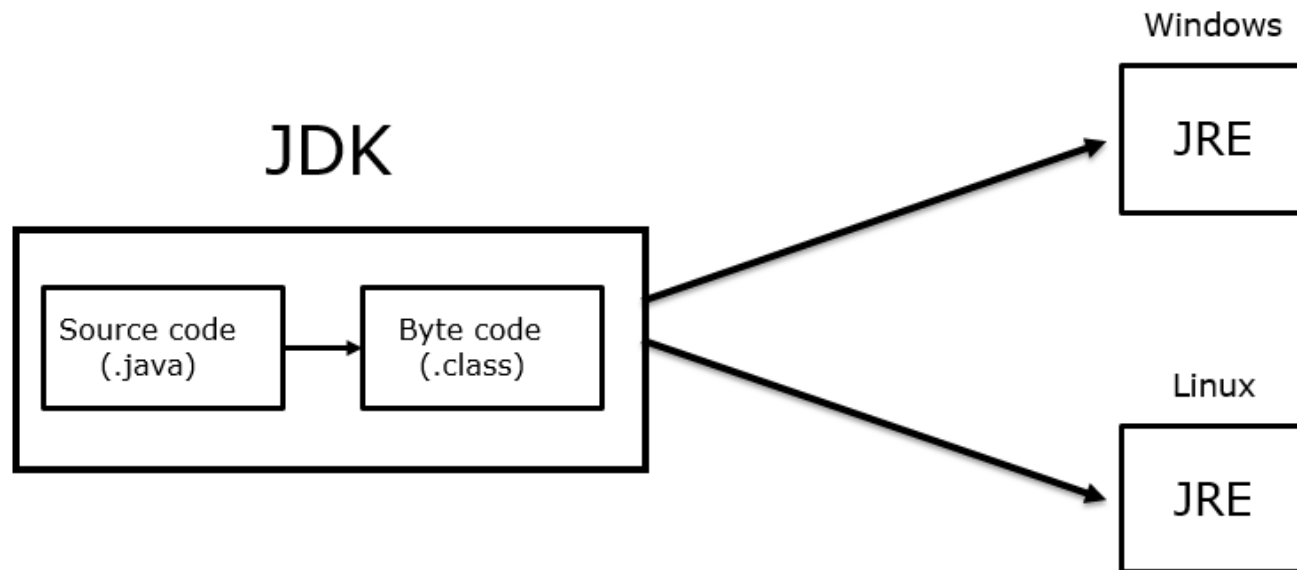 Windows
JRE
JDK
Source code
(.java)
Byte code
(.class)
Linux
JRE